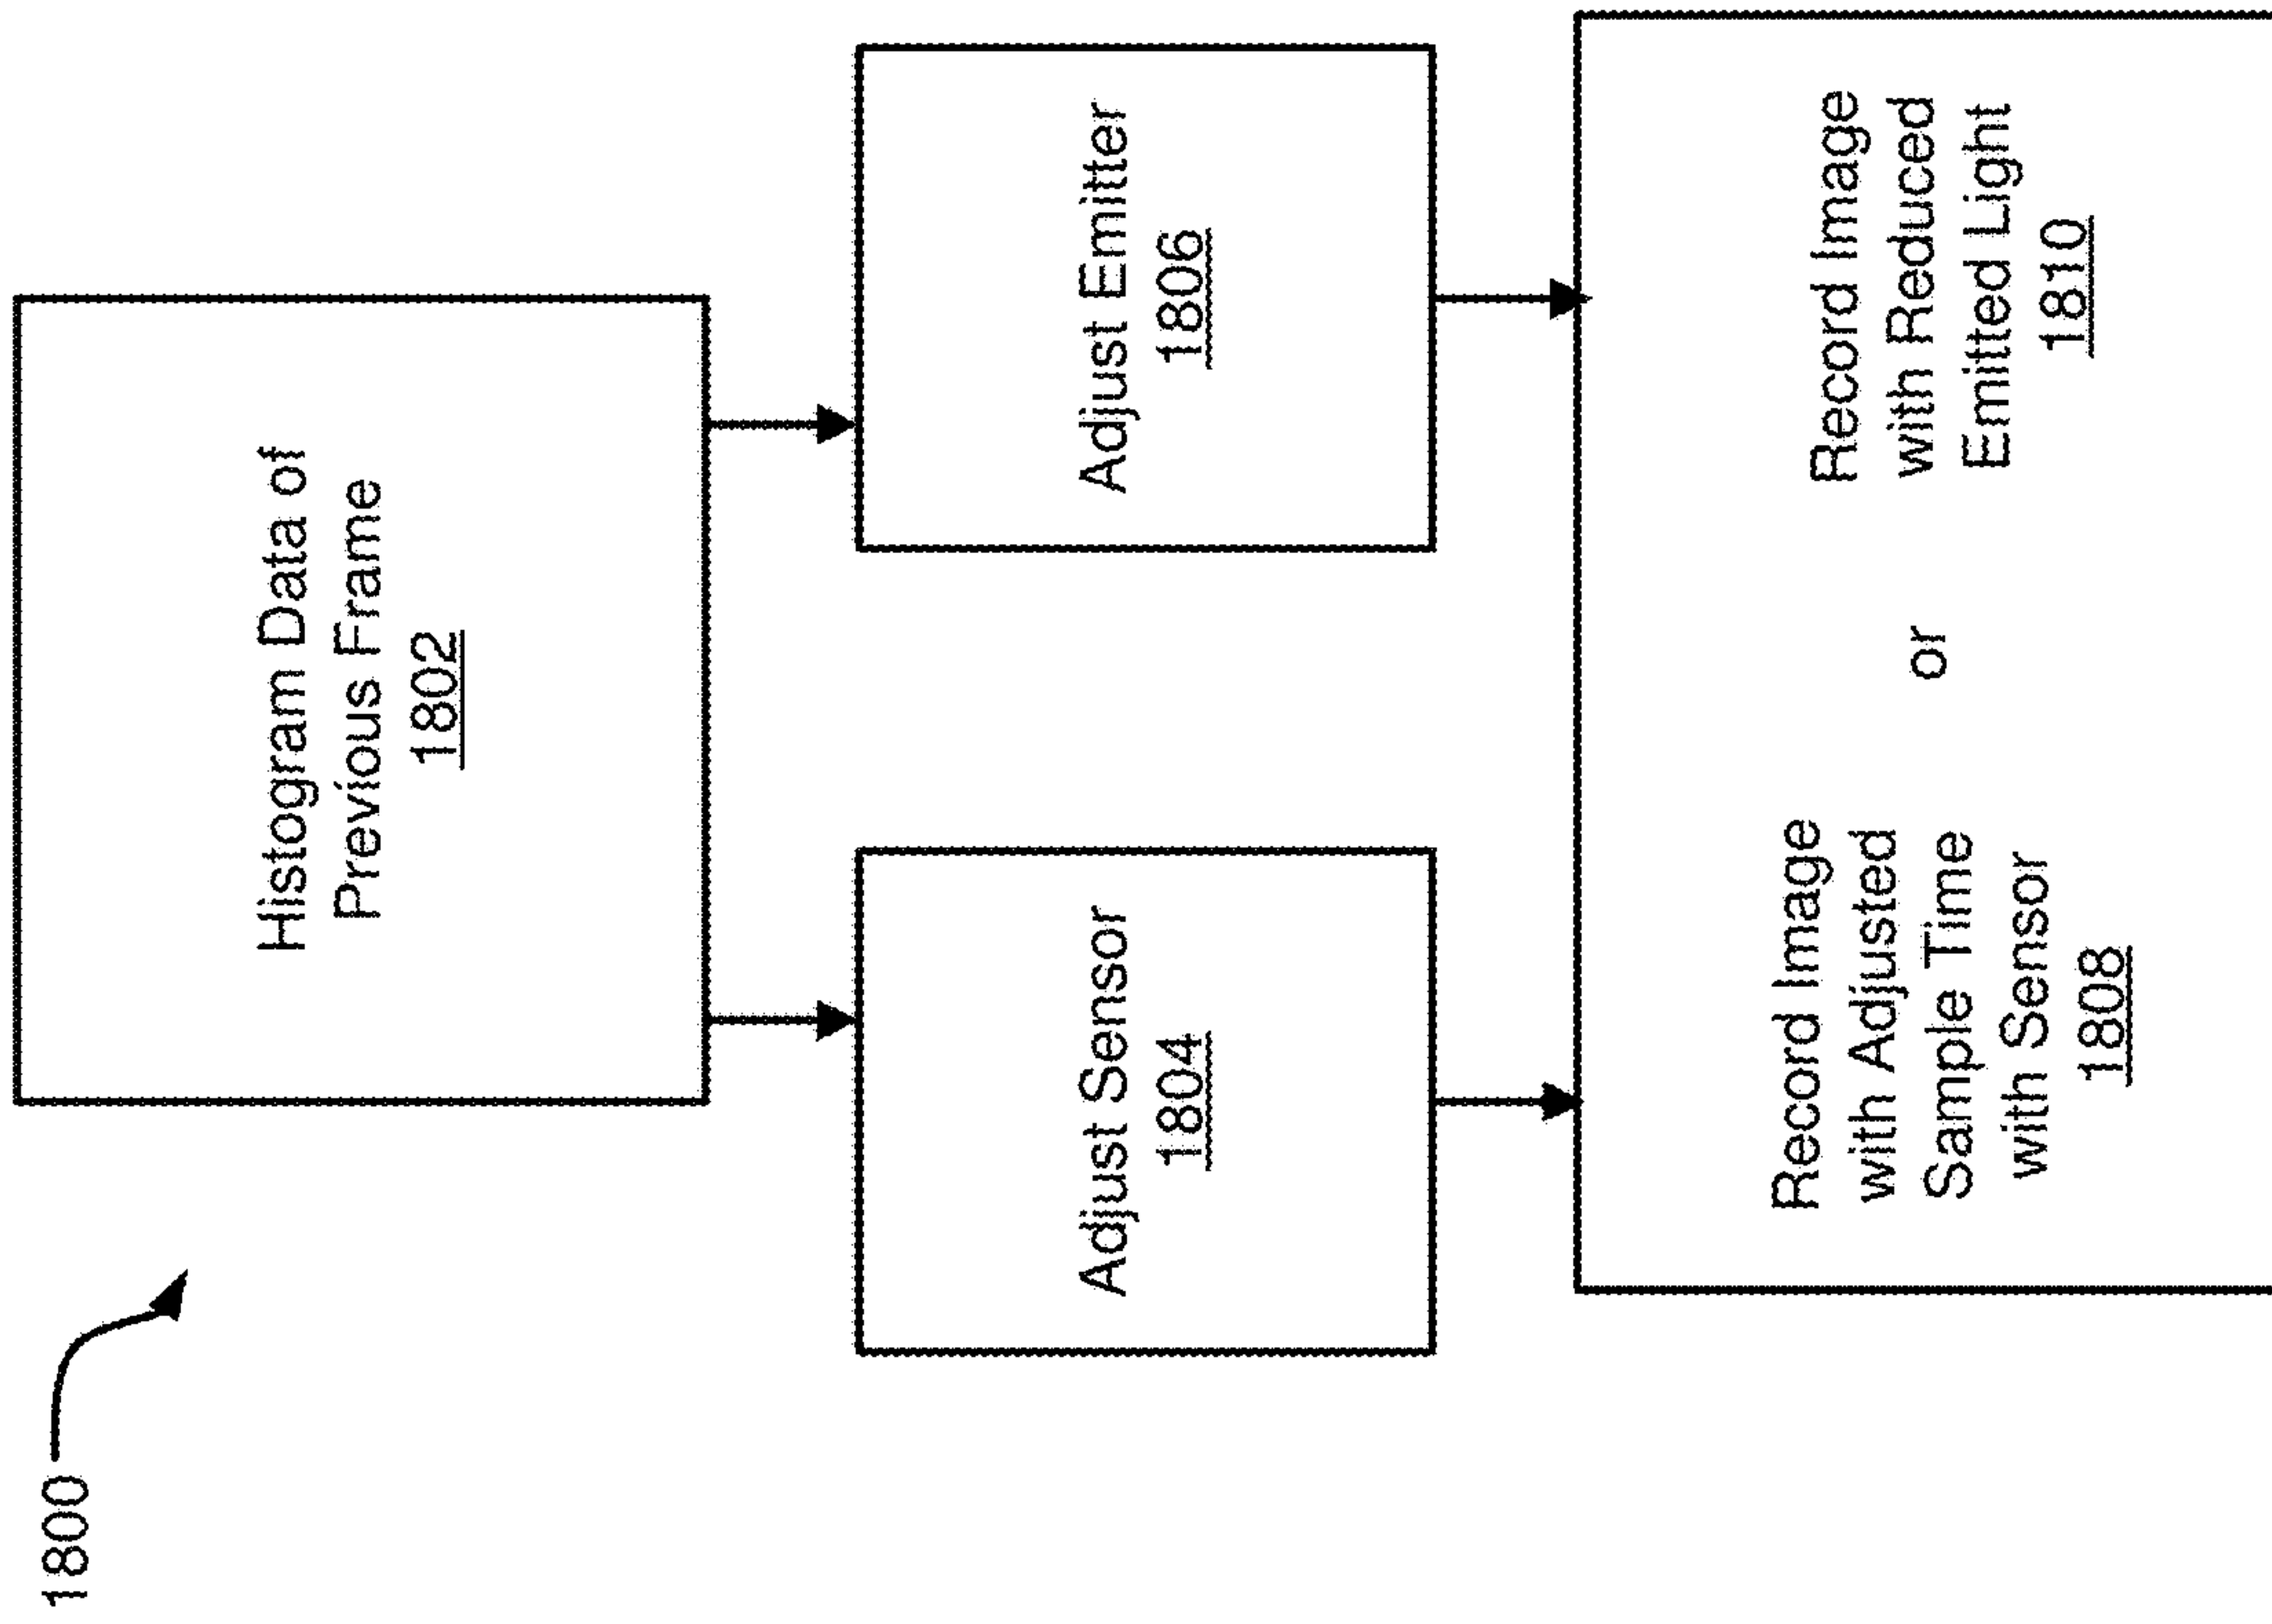 1800
Histogram Data of
Previous Frame
1802
Adjust Sensor
1804
Adjust Emitter
1806
Record Image
with Adjusted
Sample Time
with Sensor
1808
or
Record Image
with Reduced
Emitted Light
1810